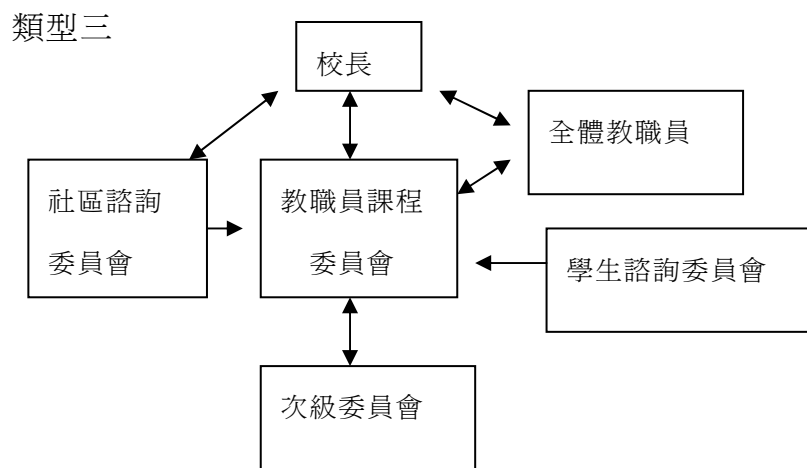 類型三
校長
全體教職員
社區諮詢
委員會
教職員課程
委員會
學生諮詢委員會
次級委員會